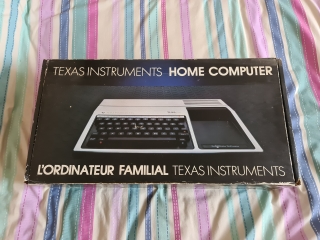 TEXAS INSTRUMENTS HOME COMPUTER
L'ORDINATEUR FAMILIAL TEXAS INSTRUMENTS